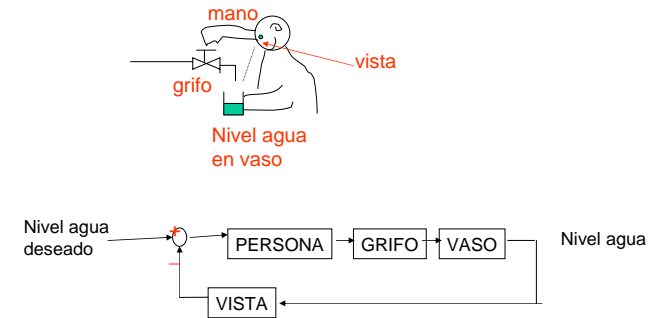 mano
vista
grifo
Nivel agua
en vaso
Nivel agua
deseado
+
PERSONA
GRIFO
VASO
Nivel agua
–
VISTA